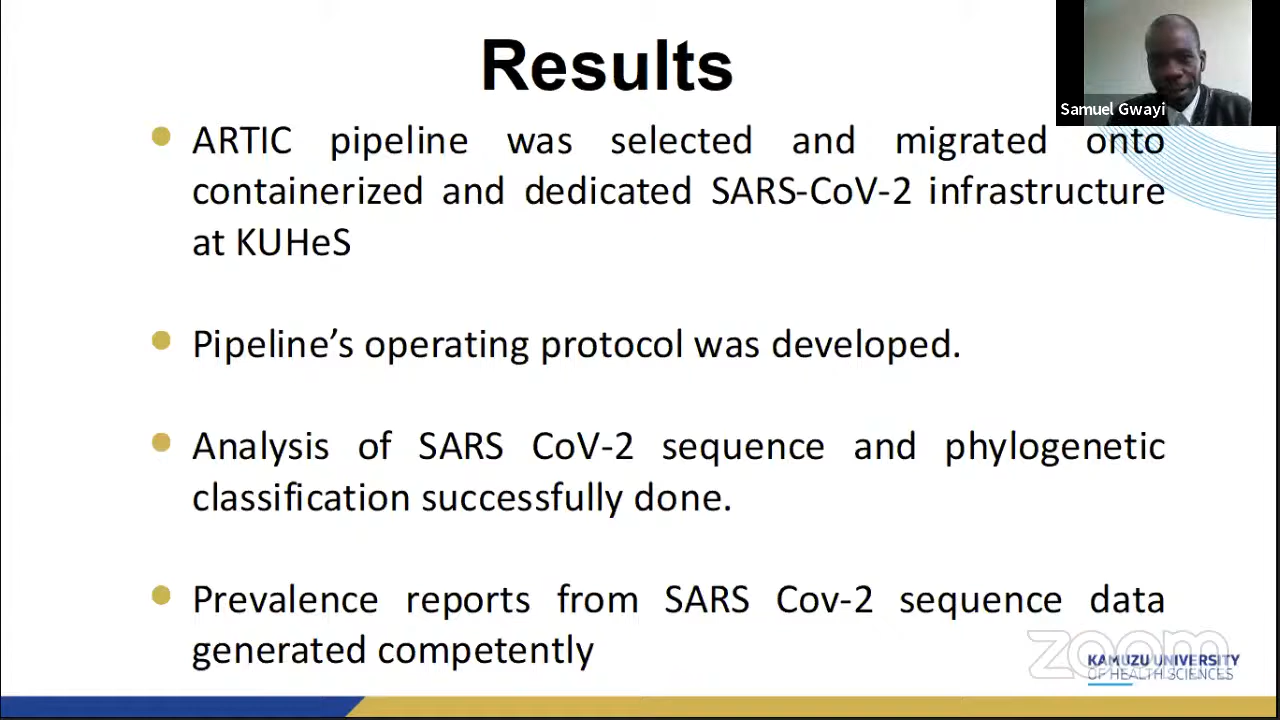 Results
Samuel Gwayi
ARTIC pipeline was selected and migrated onto
containerized and dedicated SARS-CoV-2 infrastructure
at KUHeS
Pipeline’s operating protocol was developed.
Analysis of SARS CoV-2 sequence and phylogenetic
classification successfully done.
Prevalence reports from SARS Cov-2 sequence data
generated competently
zoom
KAMUZU UNIVERSITY
OF HEALTH SCIENCES